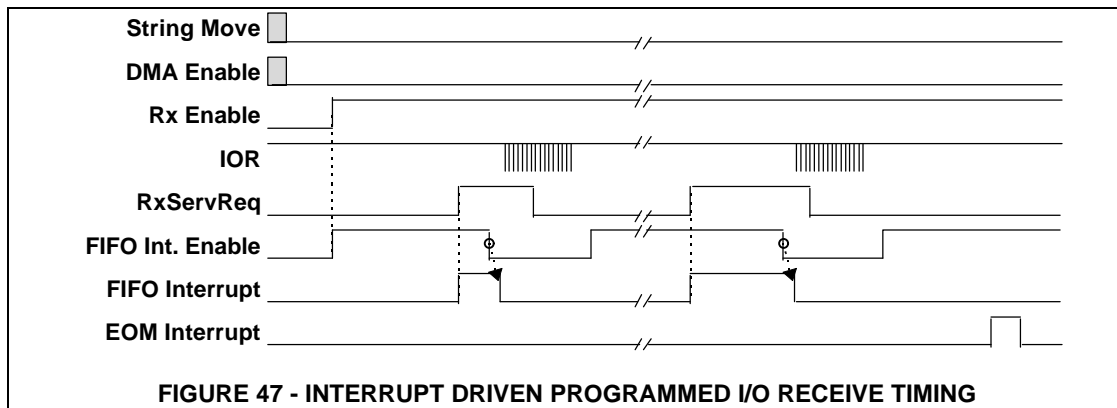 String Move
DMA Enable
Rx Enable
IOR
RxServReq
FIFO Int. Enable
FIFO Interrupt
EOM Interrupt
FIGURE 47 - INTERRUPT DRIVEN PROGRAMMED I/O RECEIVE TIMING